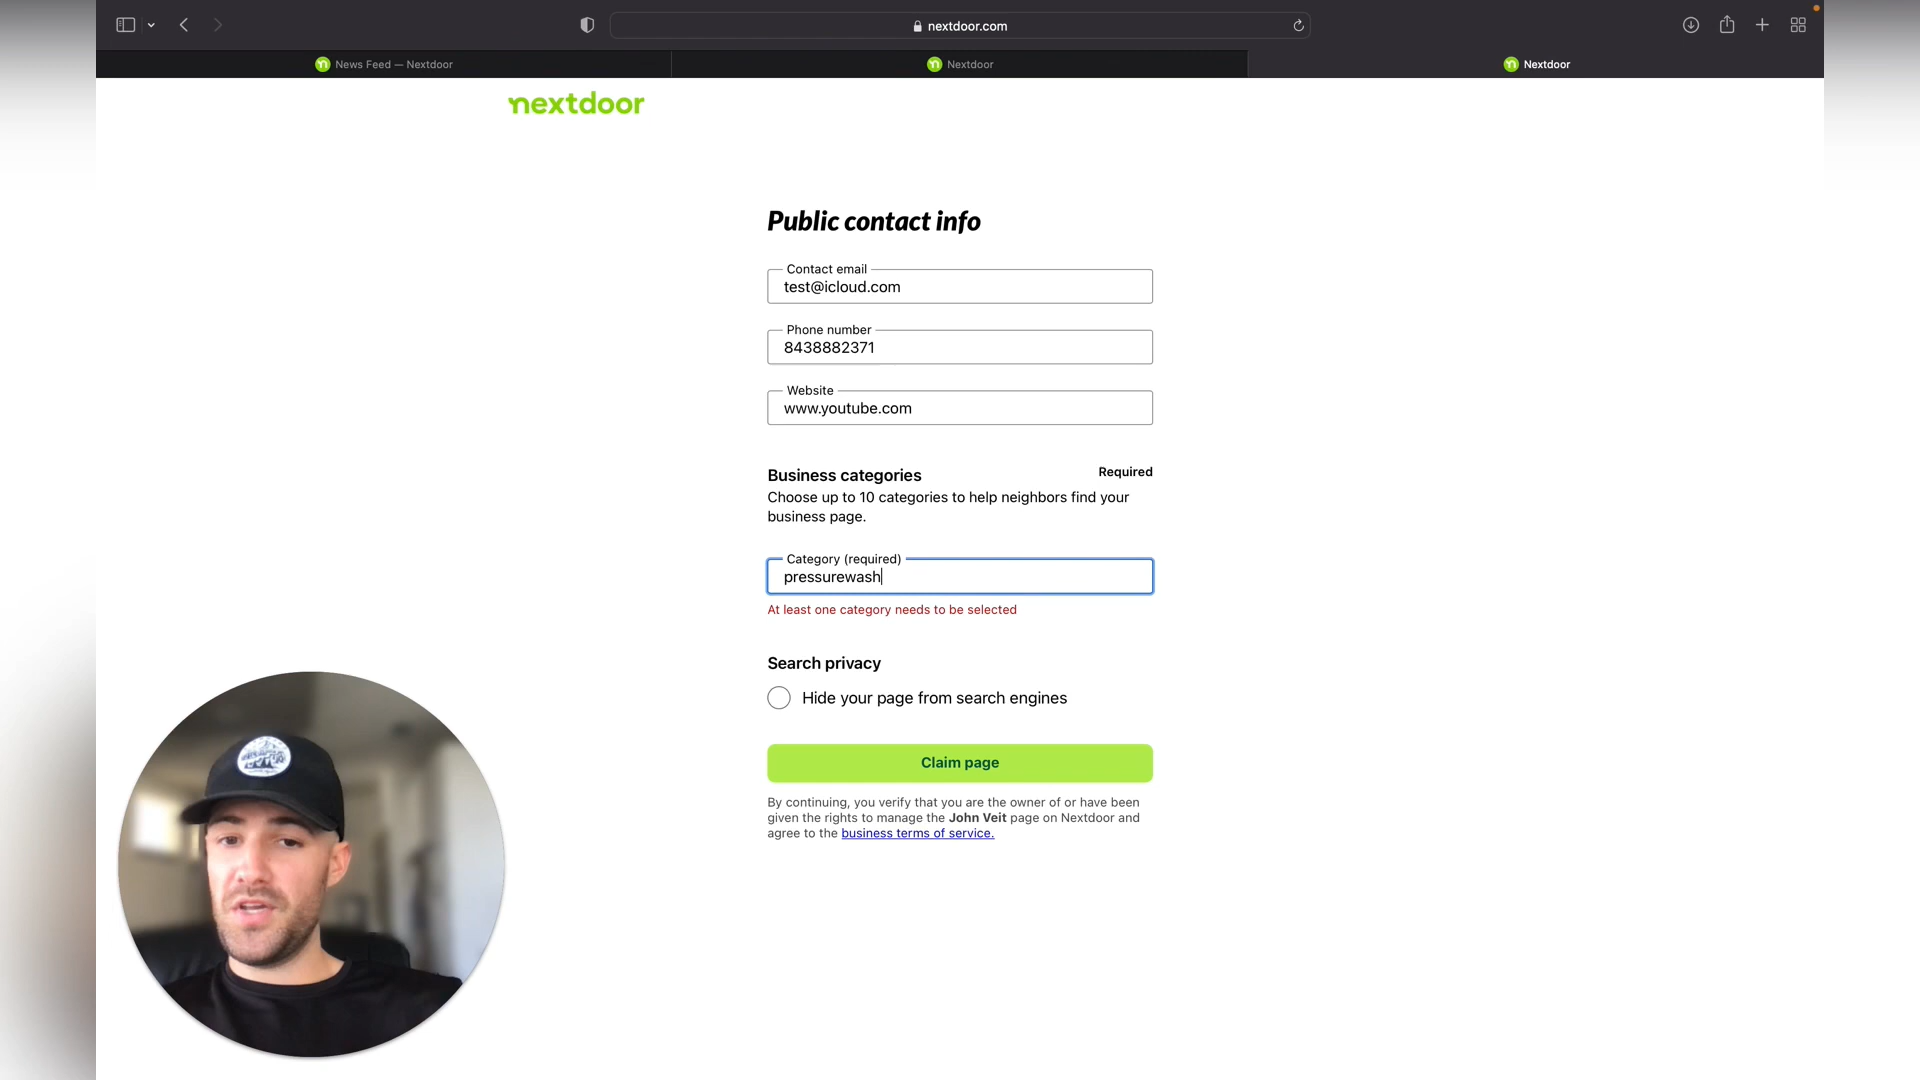 nextdoor.com
News Feed — Nextdoor
Nextdoor
Nextdoor
nextdoor
Public contact info
Contact email
test@icloud.com
Phone number
8438882371
Website
www.youtube.com
Business categories
Required
Choose up to 10 categories to help neighbors find your
business page.
Category (required)
pressurewash
At least one category needs to be selected
Search privacy
Hide your page from search engines
Claim page
By continuing, you verify that you are the owner of or have been
given the rights to manage the John Veit page on Nextdoor and
agree to the business terms of service.